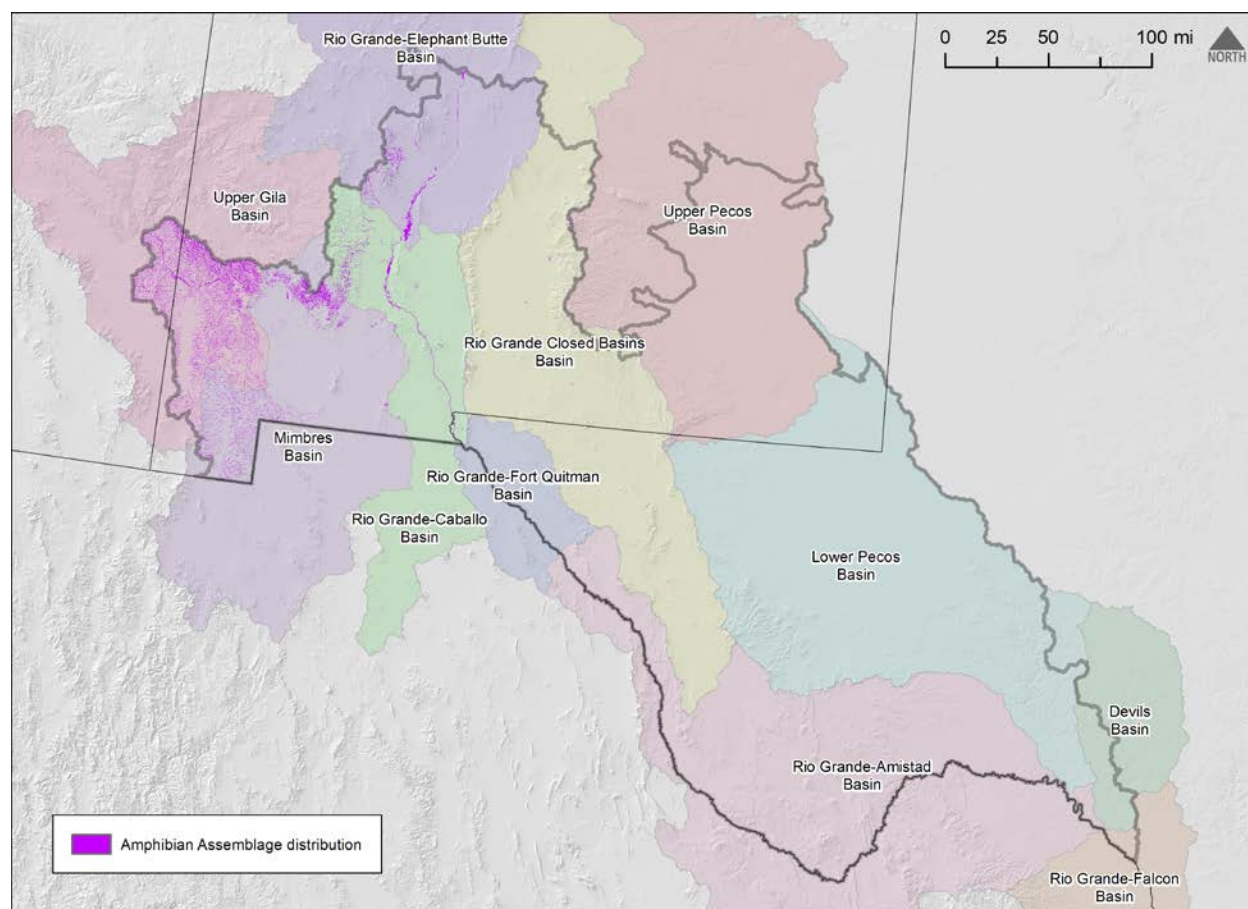 Rio Grande-Elephant Butte
Basin
0 25 50 100 mi
NORTH
Upper Gila
Basin
Upper Pecos
Basin
Rio Grande Closed Basins
Basin
Mimbres
Basin
Rio Grande-Fort Quitman
Basin
Rio Grande-Caballo
Basin
Lower Pecos
Basin
Devils
Basin
Rio Grande-Amistad
Basin
Amphibian Assemblage distribution
Rio Grande-Falcon
Basin